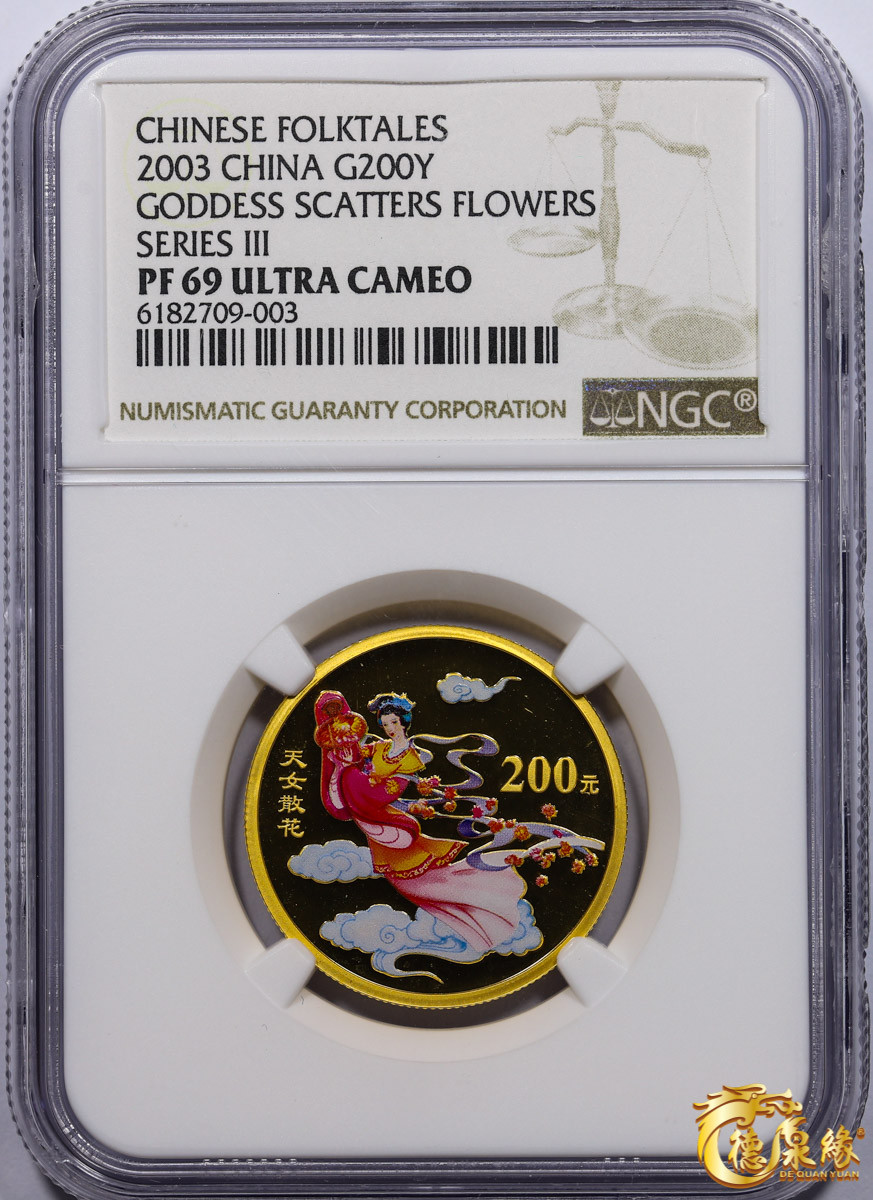 CHINESE FOLKTALES
2003 CHINA G200Y
GODDESS SCATTERS FLOWERS
SERIES III
PF 69 ULTRA CAMEO
6182709-003
NUMISMATIC GUARANTY CORPORATION
NGC®
天女散花
200元
德泉緣®
DE QUAN YUAN